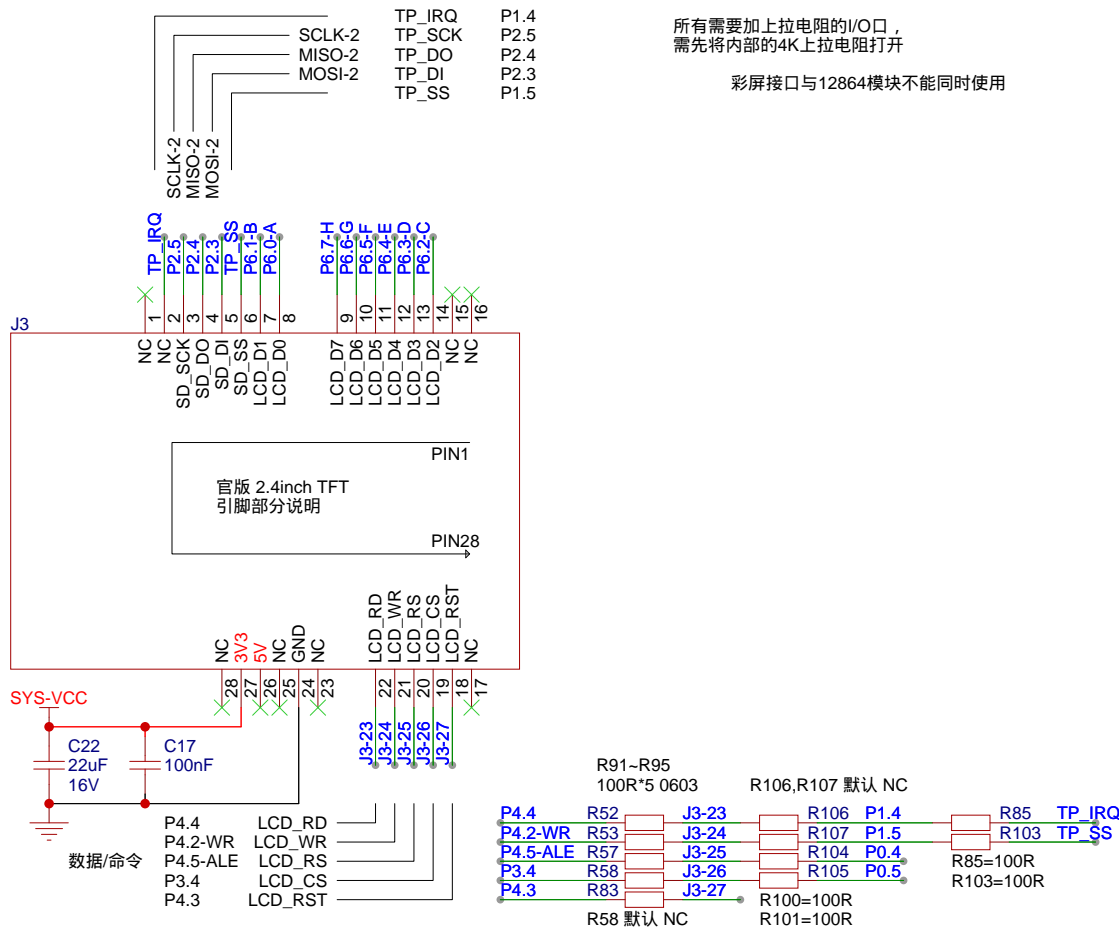 TP_IRQ P1.4
SCLK-2 TP_SCK P2.5
MISO-2 TP_DO P2.4
MOSI-2 TP_DI P2.3
TP_SS P1.5
所有需要加上拉电阻的I/O口，
需先将内部的4K上拉电阻打开
彩屏接口与12864模块不能同时使用
SCLK-2
MISO-2
MOSI-2
TP_IRQ
P2.5
P2.4
P2.3
TP_SS
P6.1-B
P6.0-A
P6.7-H
P6.6-G
P6.5-F
P6.4-E
P6.3-D
P6.2-C
J3
1 2 3 4 5 6 7 8 9 10 11 12 13 14 15 16
NC
NC
SD_SCK
SD_DO
SD_DI
SD_SS
LCD_D1
LCD_D0
LCD_D7
LCD_D6
LCD_D5
LCD_D4
LCD_D3
LCD_D2
NC
NC
PIN1
官版 2.4inch TFT
引脚部分说明
PIN28
NC
3V3
5V
NC
GND
NC
LCD_RD
LCD_WR
LCD_RS
LCD_CS
LCD_RST
NC
28 27 26 25 24 23 22 21 20 19 18 17
SYS-VCC
C22
22uF
16V
C17
100nF
J3-23
J3-24
J3-25
J3-26
J3-27
P4.4 LCD_RD
P4.2-WR LCD_WR
数据/命令 P4.5-ALE LCD_RS
P3.4 LCD_CS
P4.3 LCD_RST
R91~R95
100R*5 0603
R106,R107 默认 NC
P4.4 R52 J3-23 R106 P1.4 R85 TP_IRQ
P4.2-WR R53 J3-24 R107 P1.5 R103 TP_SS
P4.5-ALE R57 J3-25 R104 P0.4
P3.4 R58 J3-26 R105 P0.5
P4.3 R83 J3-27
R85=100R
R103=100R
R100=100R
R101=100R
R58 默认 NC